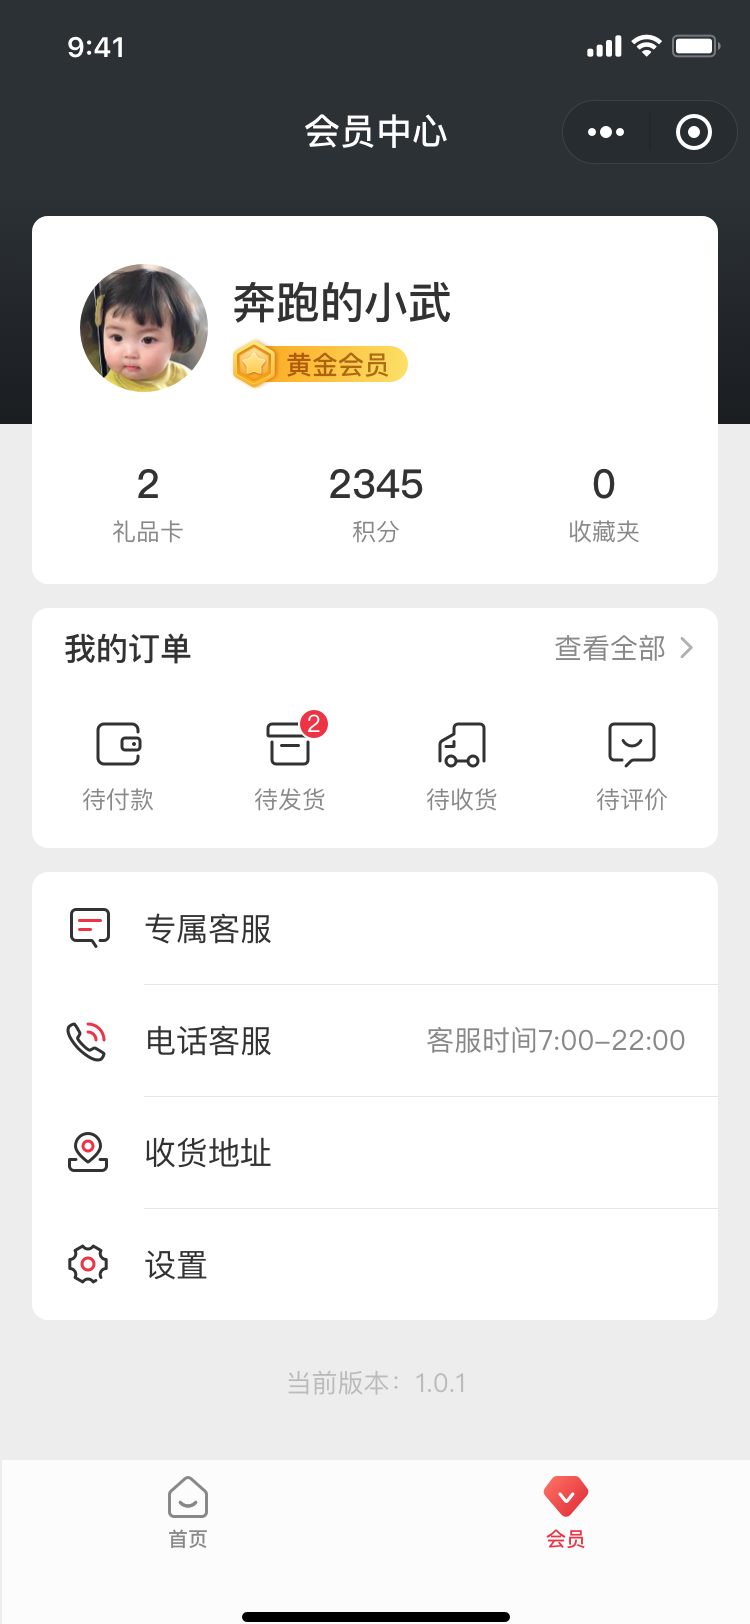 9:41
会员中心
奔跑的小武
黄金会员
2 2345 0
礼品卡 积分 收藏夹
我的订单 查看全部
2
待付款 待发货 待收货 待评价
专属客服
电话客服 客服时间7:00-22:00
收货地址
设置
当前版本：1.0.1
首页 会员